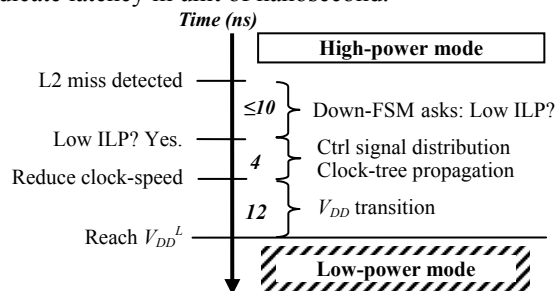 dicate latency in unit of nanosecond.
Time (ns)
High-power mode
L2 miss detected
≤10
Down-FSM asks: Low ILP?
Low ILP? Yes.
Ctrl signal distribution
4
Clock-tree propagation
Reduce clock-speed
12
VDD transition
Reach VDD^L
Low-power mode